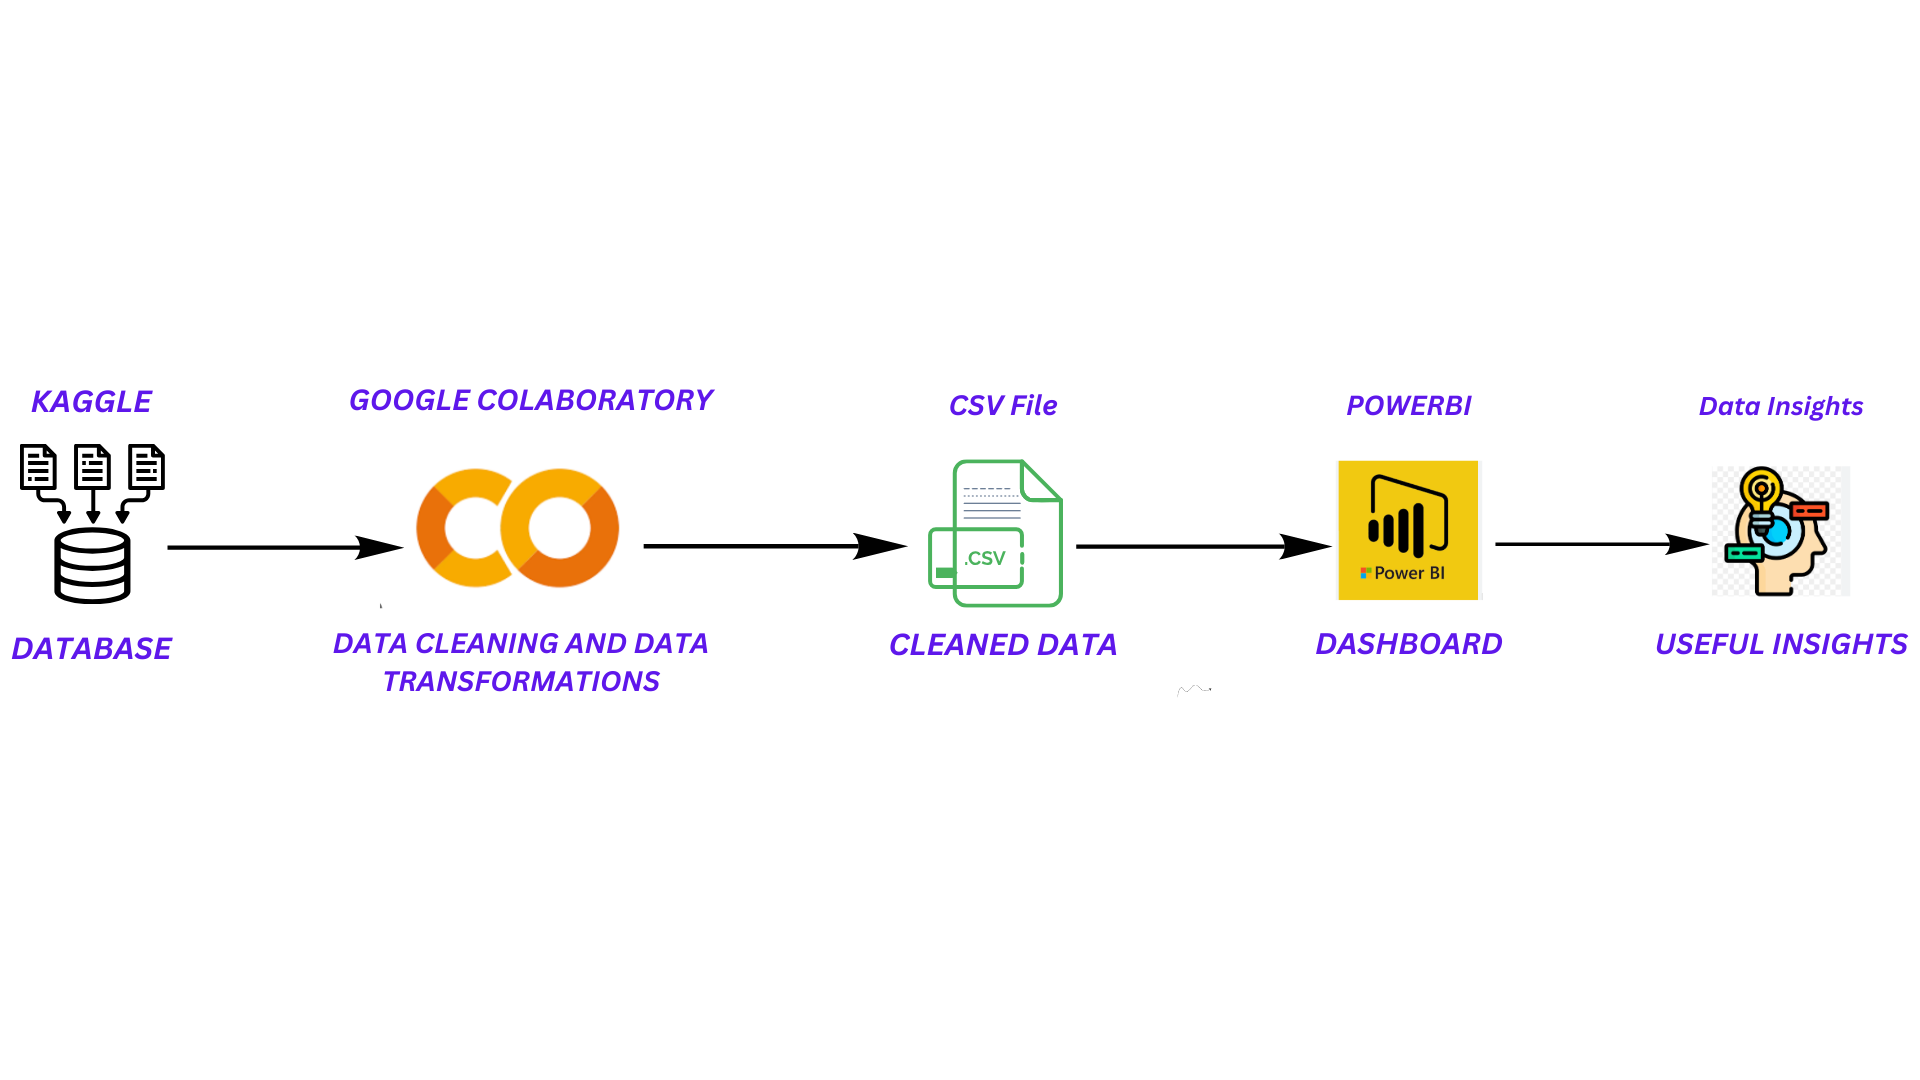 KAGGLE
GOOGLE COLABORATORY
CSV File
POWERBI
Data Insights
.CSV
Power BI
DATABASE
DATA CLEANING AND DATA
TRANSFORMATIONS
CLEANED DATA
DASHBOARD
USEFUL INSIGHTS